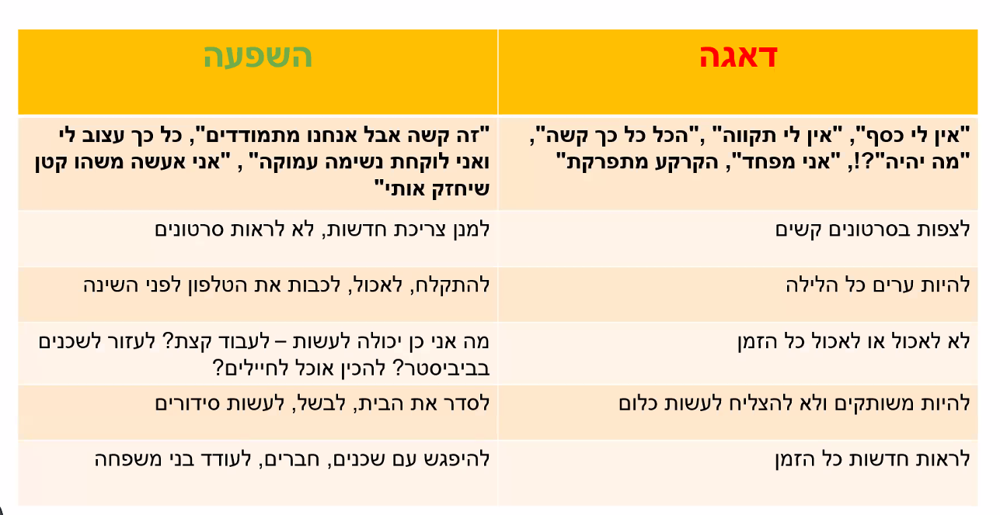 דאגה
השפעה
"אין לי כסף", "אין לי תקווה" ,"הכל כל כך קשה",
"מה יהיה"?!, "אני מפחד", הקרקע מתפרקת"
"זה קשה אבל אנחנו מתמודדים", כל כך עצוב לי
ואני לוקחת נשימה עמוקה" , "אני אעשה משהו קטן
שיחזק אותי"
לצפות בסרטונים קשים
למנן צריכת חדשות, לא לראות סרטונים
להיות ערים כל הלילה
להתקלח, לאכול, לכבות את הטלפון לפני השינה
לא לאכול או לאכול כל הזמן
מה אני כן יכולה לעשות – לעבוד קצת? לעזור לשכנים
בביביסטר? להכין אוכל לחיילים?
להיות משותקים ולא להצליח לעשות כלום
לסדר את הבית, לבשל, לעשות סידורים
לראות חדשות כל הזמן
להיפגש עם שכנים, חברים, לעודד בני משפחה